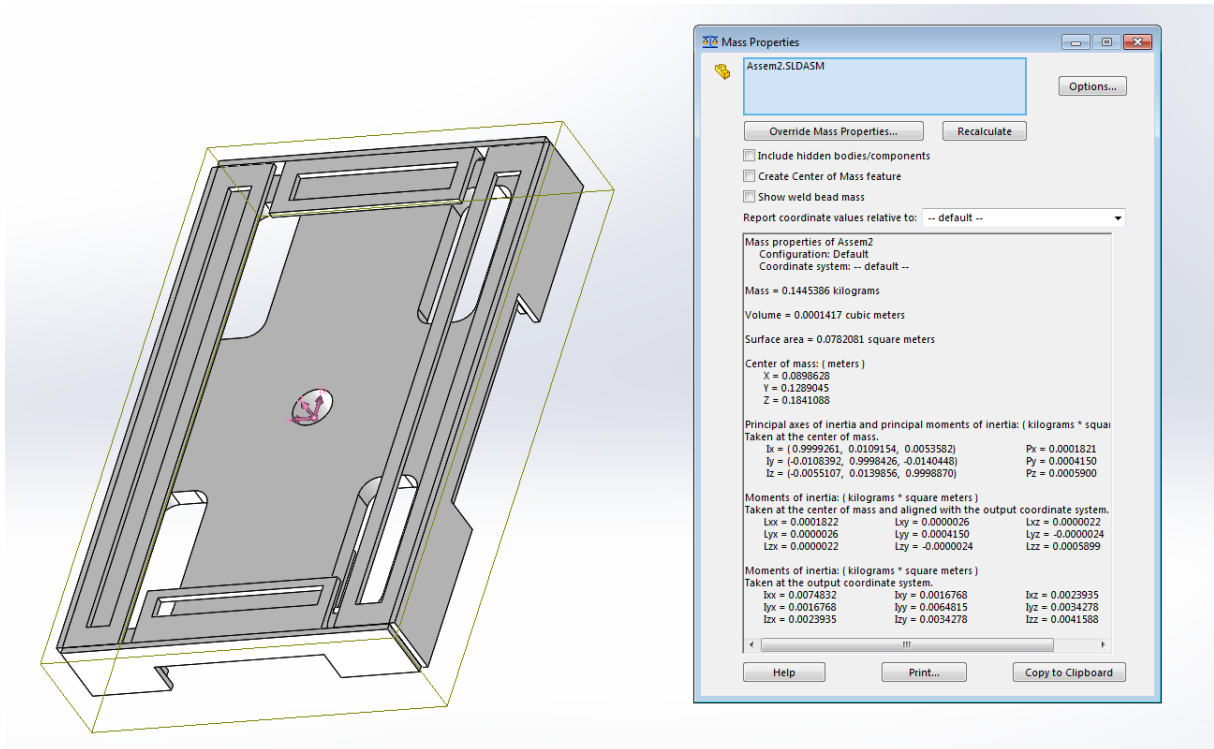 Mass Properties
Assem2.SLDASM
Options...
Override Mass Properties... Recalculate
Include hidden bodies/components
Create Center of Mass feature
Show weld bead mass
Report coordinate values relative to: -- default --
Mass properties of Assem2
Configuration: Default
Coordinate system: -- default --
Mass = 0.1445386 kilograms
Volume = 0.0001417 cubic meters
Surface area = 0.0782081 square meters
Center of mass: ( meters )
X = 0.0898628
Y = 0.1289045
Z = 0.1841088
Principal axes of inertia and principal moments of inertia: ( kilograms * squar
Taken at the center of mass.
Ix = ( 0.9999261, 0.0109154, 0.0053582) Px = 0.0001821
Iy = (-0.0108392, 0.9998426, -0.0140448) Py = 0.0004150
Iz = (-0.0055107, 0.0139856, 0.9998870) Pz = 0.0005900
Moments of inertia: ( kilograms * square meters )
Taken at the center of mass and aligned with the output coordinate system.
Lxx = 0.0001822 Lxy = 0.0000026 Lxz = 0.0000022
Lyx = 0.0000026 Lyy = 0.0004150 Lyz = -0.0000024
Lzx = 0.0000022 Lzy = -0.0000024 Lzz = 0.0005899
Moments of inertia: ( kilograms * square meters )
Taken at the output coordinate system.
Ixx = 0.0074832 Ixy = 0.0016768 Ixz = 0.0023935
Iyx = 0.0016768 Iyy = 0.0064815 Iyz = 0.0034278
Izx = 0.0023935 Izy = 0.0034278 Izz = 0.0041588
Help Print... Copy to Clipboard